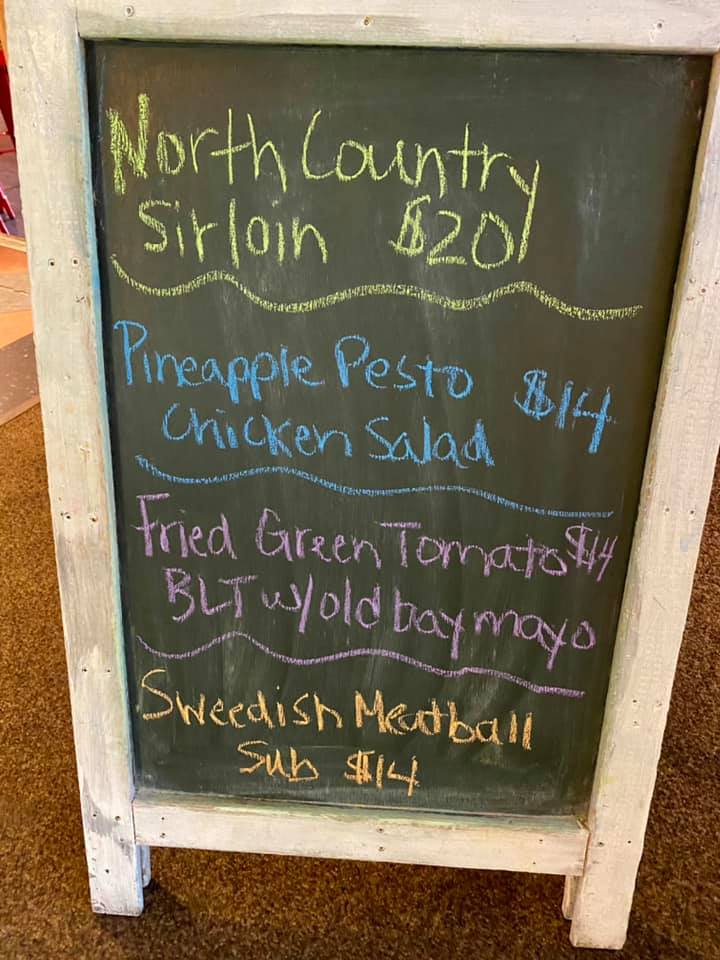 North Country
Sirloin $20
Pineapple Pesto $14
Chicken Salad
Fried Green Tomato $14
BLT w/old bay mayo
Sweedish Meatball
Sub $14